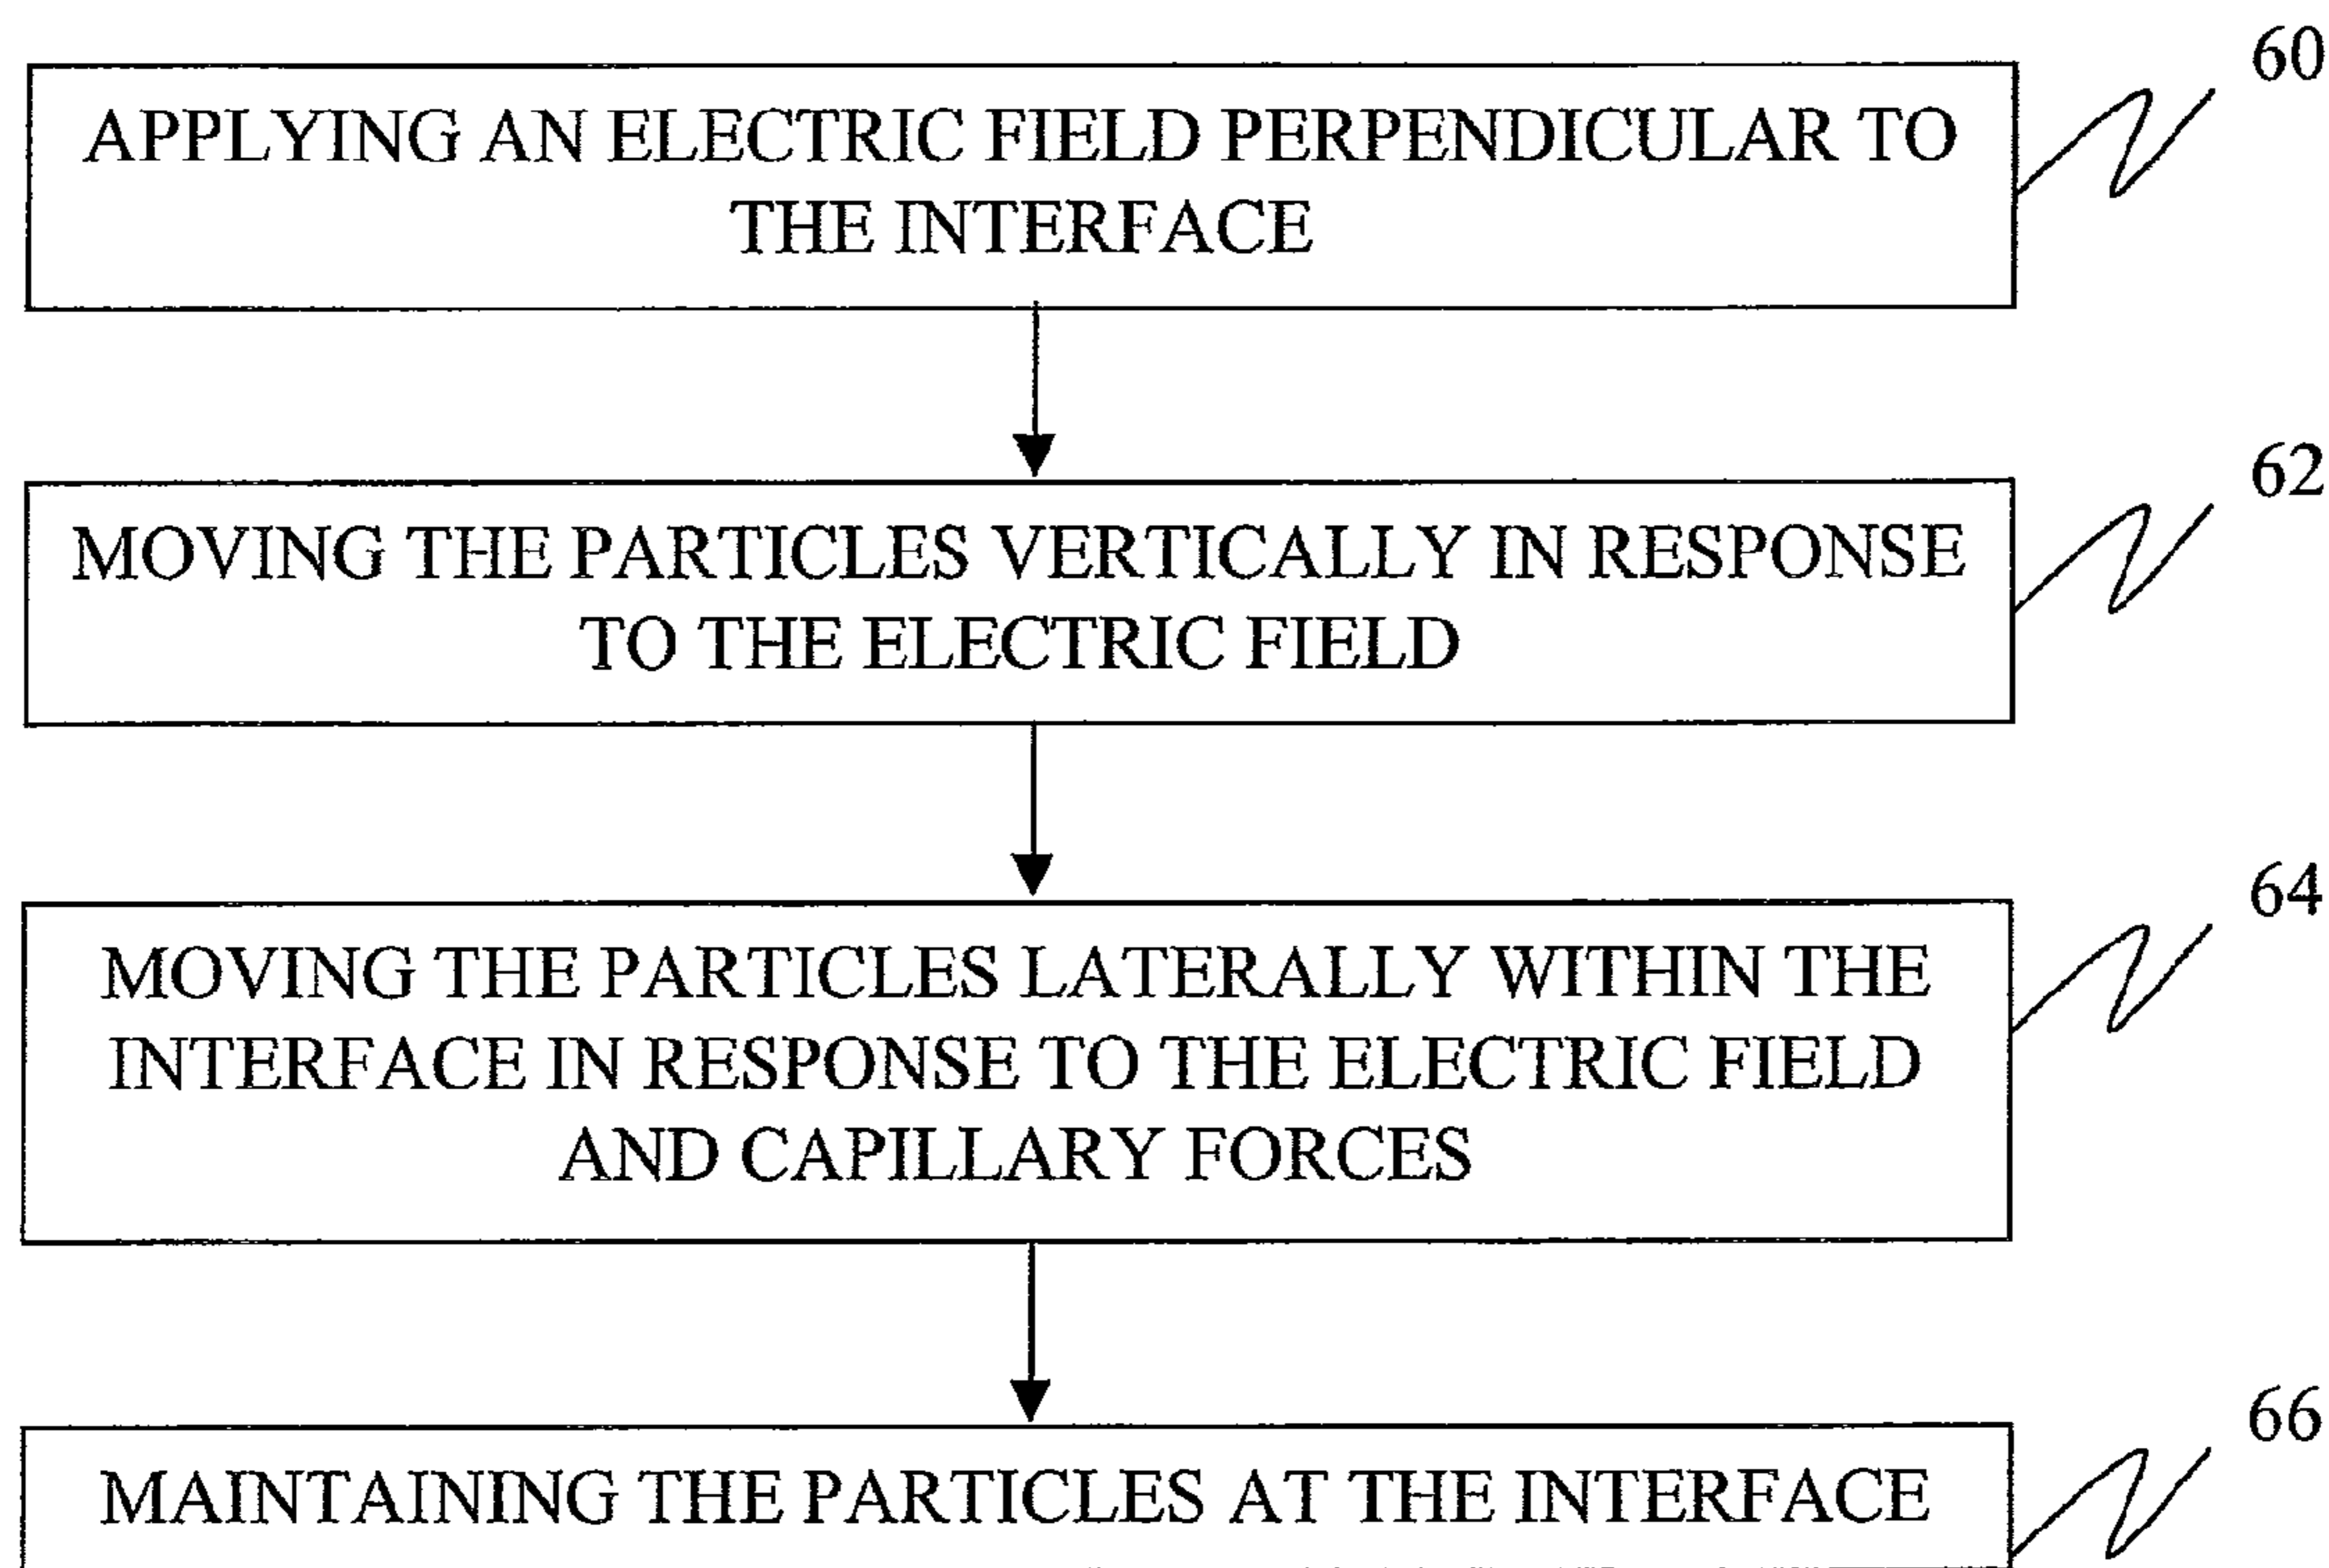 60
APPLYING AN ELECTRIC FIELD PERPENDICULAR TO
THE INTERFACE
62
MOVING THE PARTICLES VERTICALLY IN RESPONSE
TO THE ELECTRIC FIELD
64
MOVING THE PARTICLES LATERALLY WITHIN THE
INTERFACE IN RESPONSE TO THE ELECTRIC FIELD
AND CAPILLARY FORCES
66
MAINTAINING THE PARTICLES AT THE INTERFACE